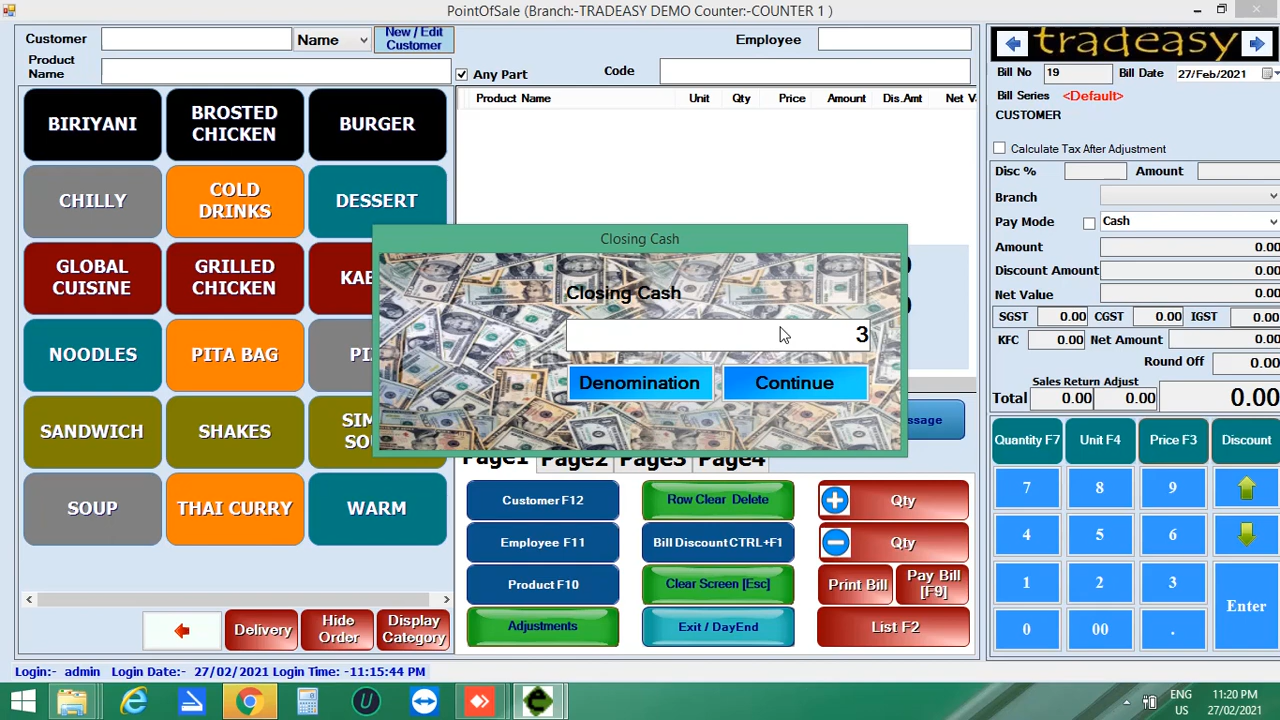 PointOfSale (Branch:-TRADEASY DEMO Counter:-COUNTER 1 )
Customer
Name
New / Edit
Customer
Employee
Product
Name
Any Part
Code
tradeasy
Bill No
19
Bill Date
27/Feb/2021
Bill Series
<Default>
CUSTOMER
Calculate Tax After Adjustment
Disc %
Amount
Branch
Pay Mode
Cash
Amount
0.00
Discount Amount
0.00
Net Value
0.00
SGST
0.00
CGST
0.00
IGST
0.00
KFC
0.00
Net Amount
0.00
Round Off
0.00
Sales Return Adjust
Total
0.00
0.00
0.00
Product Name
Unit
Qty
Price
Amount
Dis.Amt
Net V
BIRIYANI
BROSTED
CHICKEN
BURGER
CHILLY
COLD
DRINKS
DESSERT
GLOBAL
CUISINE
GRILLED
CHICKEN
KAE
NOODLES
PITA BAG
PI
SANDWICH
SHAKES
SIM
SOU
SOUP
THAI CURRY
WARM
Closing Cash
Closing Cash
3
Denomination
Continue
ssage
Page1
Page2
Page3
Page4
Customer F12
Row Clear Delete
Qty
Employee F11
Bill Discount CTRL+F1
Qty
Product F10
Clear Screen [Esc]
Print Bill
Pay Bill
[F9]
Adjustments
Exit / DayEnd
List F2
Delivery
Hide
Order
Display
Category
Quantity F7
Unit F4
Price F3
Discount
7
8
9
4
5
6
1
2
3
Enter
0
00
.
Login:- admin Login Date:- 27/02/2021 Login Time: -11:15:44 PM
ENG
US
11:20 PM
27/02/2021